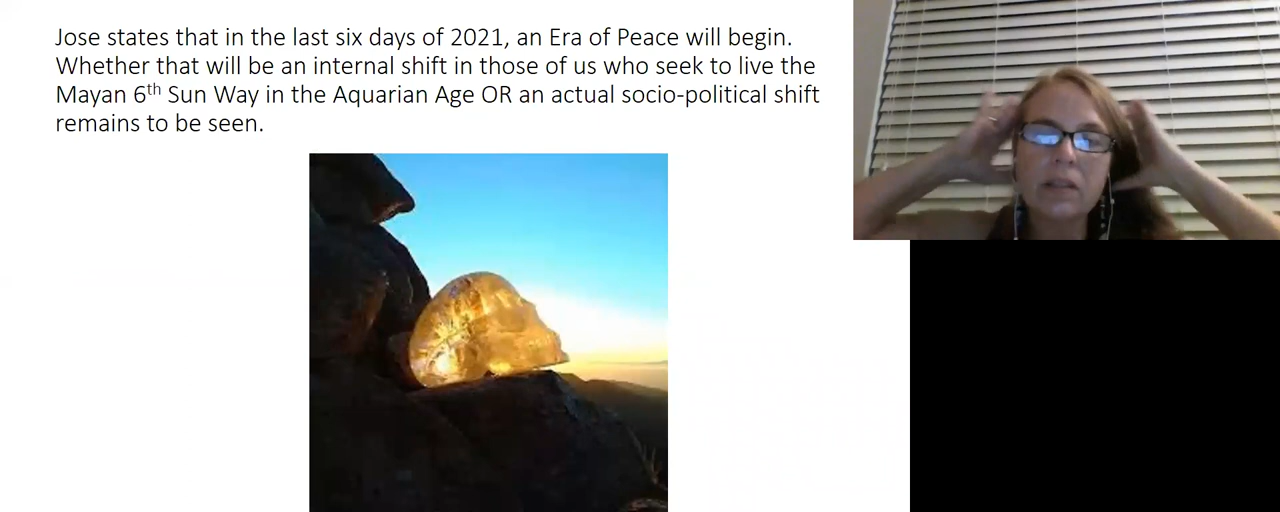 Jose states that in the last six days of 2021, an Era of Peace will begin.
Whether that will be an internal shift in those of us who seek to live the
Mayan 6th Sun Way in the Aquarian Age OR an actual socio-political shift
remains to be seen.